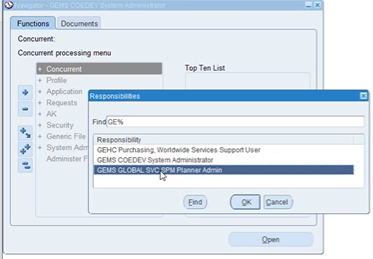 Navigator - GEMS COEDEV System Administrator
Functions Documents
Concurrent:
Concurrent processing menu
Top Ten List
+ Concurrent
+ Profile
+ Application
+ Requests
+ AK
+ Security
+ Generic File
+ System Adm
Administer F
Responsibilities
Find GE%
Responsibility
GEHC Purchasing, Worldwide Services Support User
GEMS COEDEV System Administrator
GEMS GLOBAL SVC SPM Planner Admin
Find OK Cancel
Open